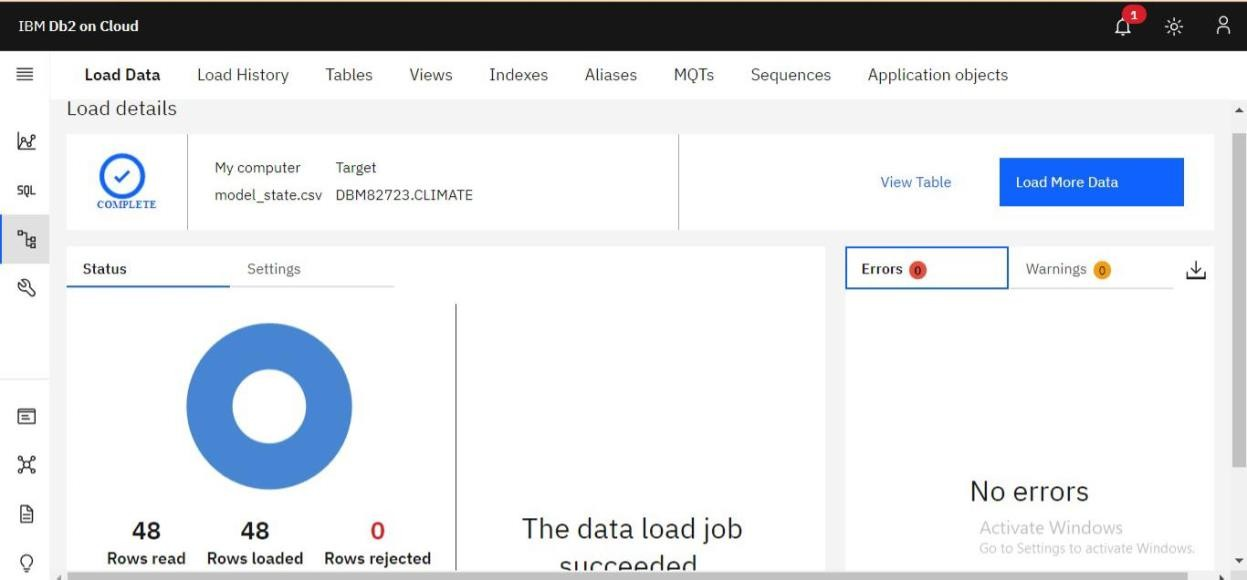 IBM Db2 on Cloud
1
Load Data Load History Tables Views Indexes Aliases MQTs Sequences Application objects
Load details
SQL
COMPLETE
My computer Target
model_state.csv DBM82723.CLIMATE
View Table
Load More Data
Status Settings
Errors 0 Warnings 0
48 48 0
Rows read Rows loaded Rows rejected
The data load job
succeeded
No errors
Activate Windows
Go to Settings to activate Windows.